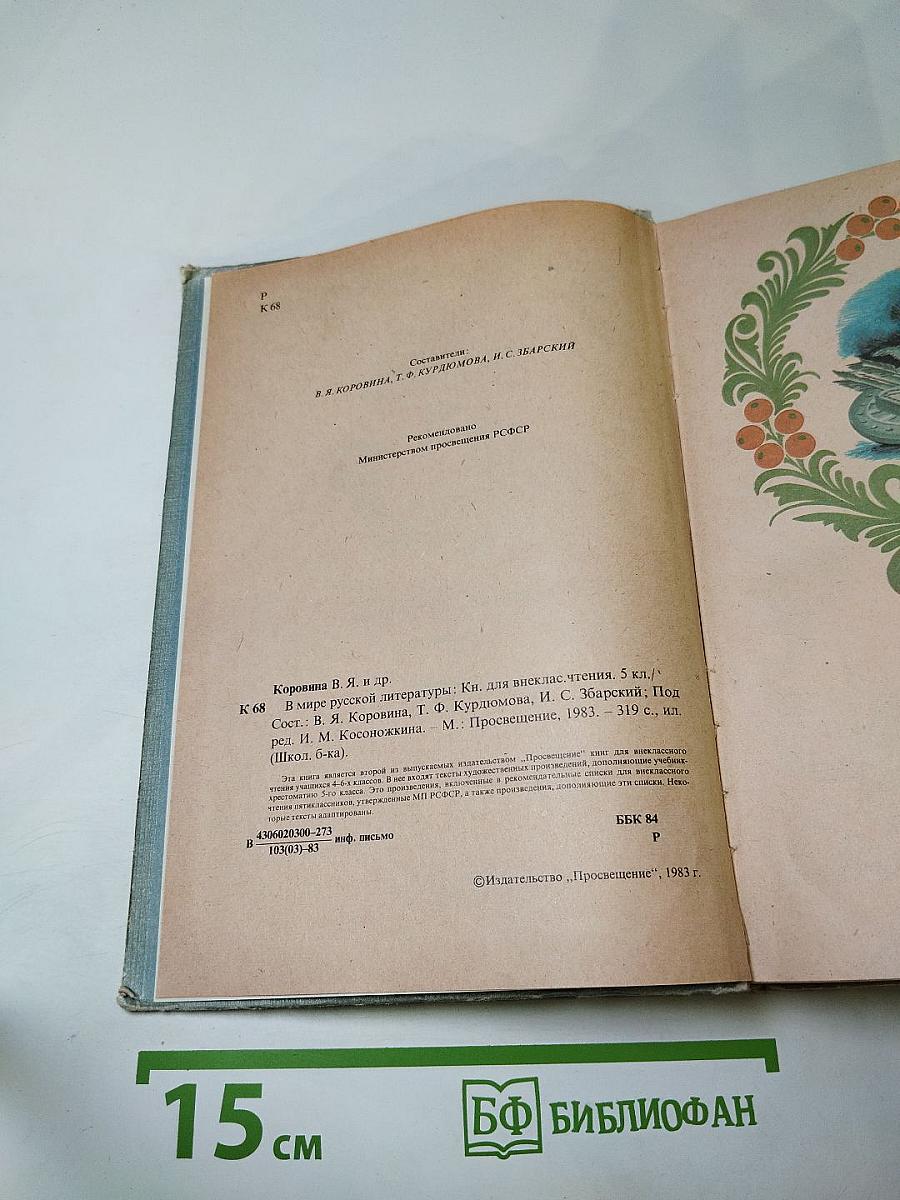 Р
К 68
Составители:
В. Я. КОРОВИНА, Т. Ф. КУРДЮМОВА, И. С. ЗБАРСКИЙ
Рекомендовано
Министерством просвещения РСФСР
Коровина В. Я. и др.
К 68 В мире русской литературы: Кн. для внеклас.чтения. 5 кл./
Сост.: В. Я. Коровина, Т. Ф. Курдюмова, И. С. Збарский; Под
ред. И. М. Косоножкина. – М.: Просвещение, 1983. – 319 с., ил.
(Школ. б-ка).
Эта книга является второй из выпускаемых издательством „Просвещение" книг для внеклассного
чтения учащихся 4–6-х классов. В нее входят тексты художественных произведений, дополняющие учебник-
хрестоматию 5-го класса. Это произведения, включенные в рекомендательные списки для внеклассного
чтения пятиклассников, утвержденные МП РСФСР, а также произведения, дополняющие эти списки. Неко-
торые тексты адаптированы.
В 4306020300–273 инф. письмо
103(03)–83
ББК 84
Р
©Издательство „Просвещение", 1983 г.
15 см
БФ БИБЛИОФАН